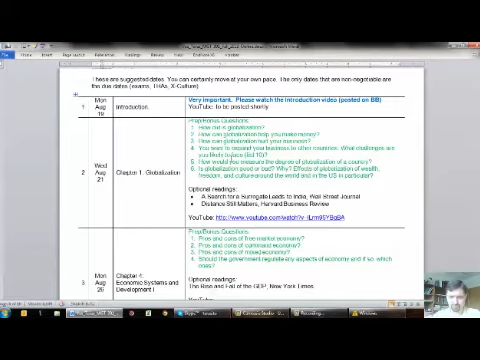 These are suggested dates. You can certainly move at your own pace. The only dates that are non-negotiable are
the due dates (exams, THAs, X-Culture)
1
Mon
Aug
19
Introduction.
Very important. Please watch the introduction video (posted on BB)
YouTube: to be posted shortly
2
Wed
Aug
21
Chapter 1. Globalization
Prep/Bonus Questions:
1. How old is globalization?
2. How can globalization help you make money?
3. How can globalization hurt your success?
4. You want to expand your business to other countries. What challenges are
you likely to face (list 10)?
5. How would you measure the degree of globalization of a country?
6. Is globalization good or bad? Why? Effects of globalization of wealth,
freedom, and culture around the world and in the US in particular?
Optional readings:
• A Search for a Surrogate Leads to India, Wall Street Journal
• Distance Still Matters, Harvard Business Review
YouTube:
3
Mon
Aug
26
Chapter 4:
Economic Systems and
Development I
Prep/Bonus Questions:
1. Pros and cons of free market economy?
2. Pros and cons of command economy?
3. Pros and cons of mixed economy?
4. Should the government regulate any aspects of economy and if so, which
ones?
Optional readings:
The Rise and Fall of the GDP, New York Times
YouTube: